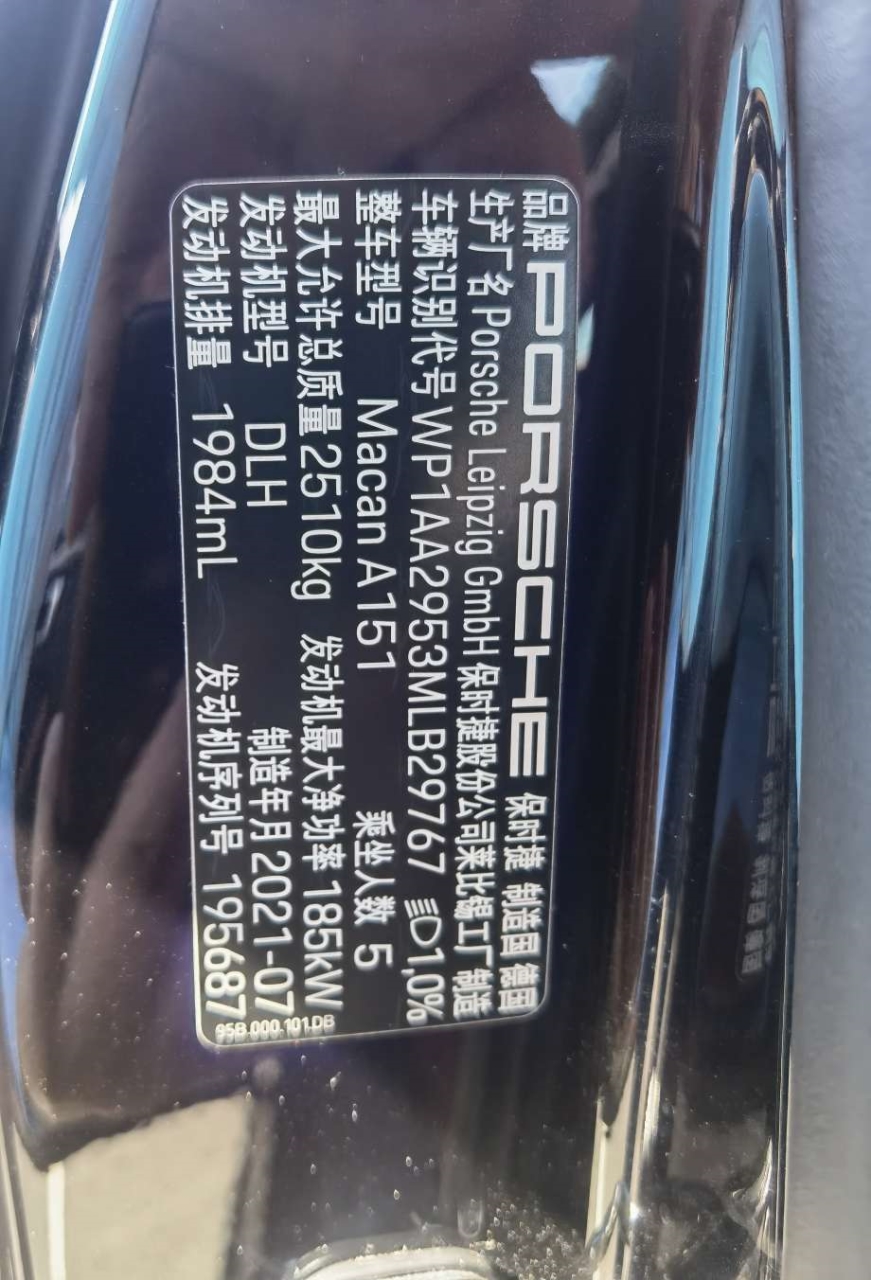 品牌 PORSCHE 保时捷 制造国 德国
生产厂名 Porsche Leipzig GmbH 保时捷股份公司莱比锡工厂 制造
车辆识别代号 WP1AA2953MLB29767 1,0%
整车型号 Macan A151 乘坐人数 5
最大允许总质量 2510kg 发动机最大净功率 185kW
发动机型号 DLH 制造年月 2021-07
发动机排量 1984mL 发动机序列号 195687
95B.000.101.DB